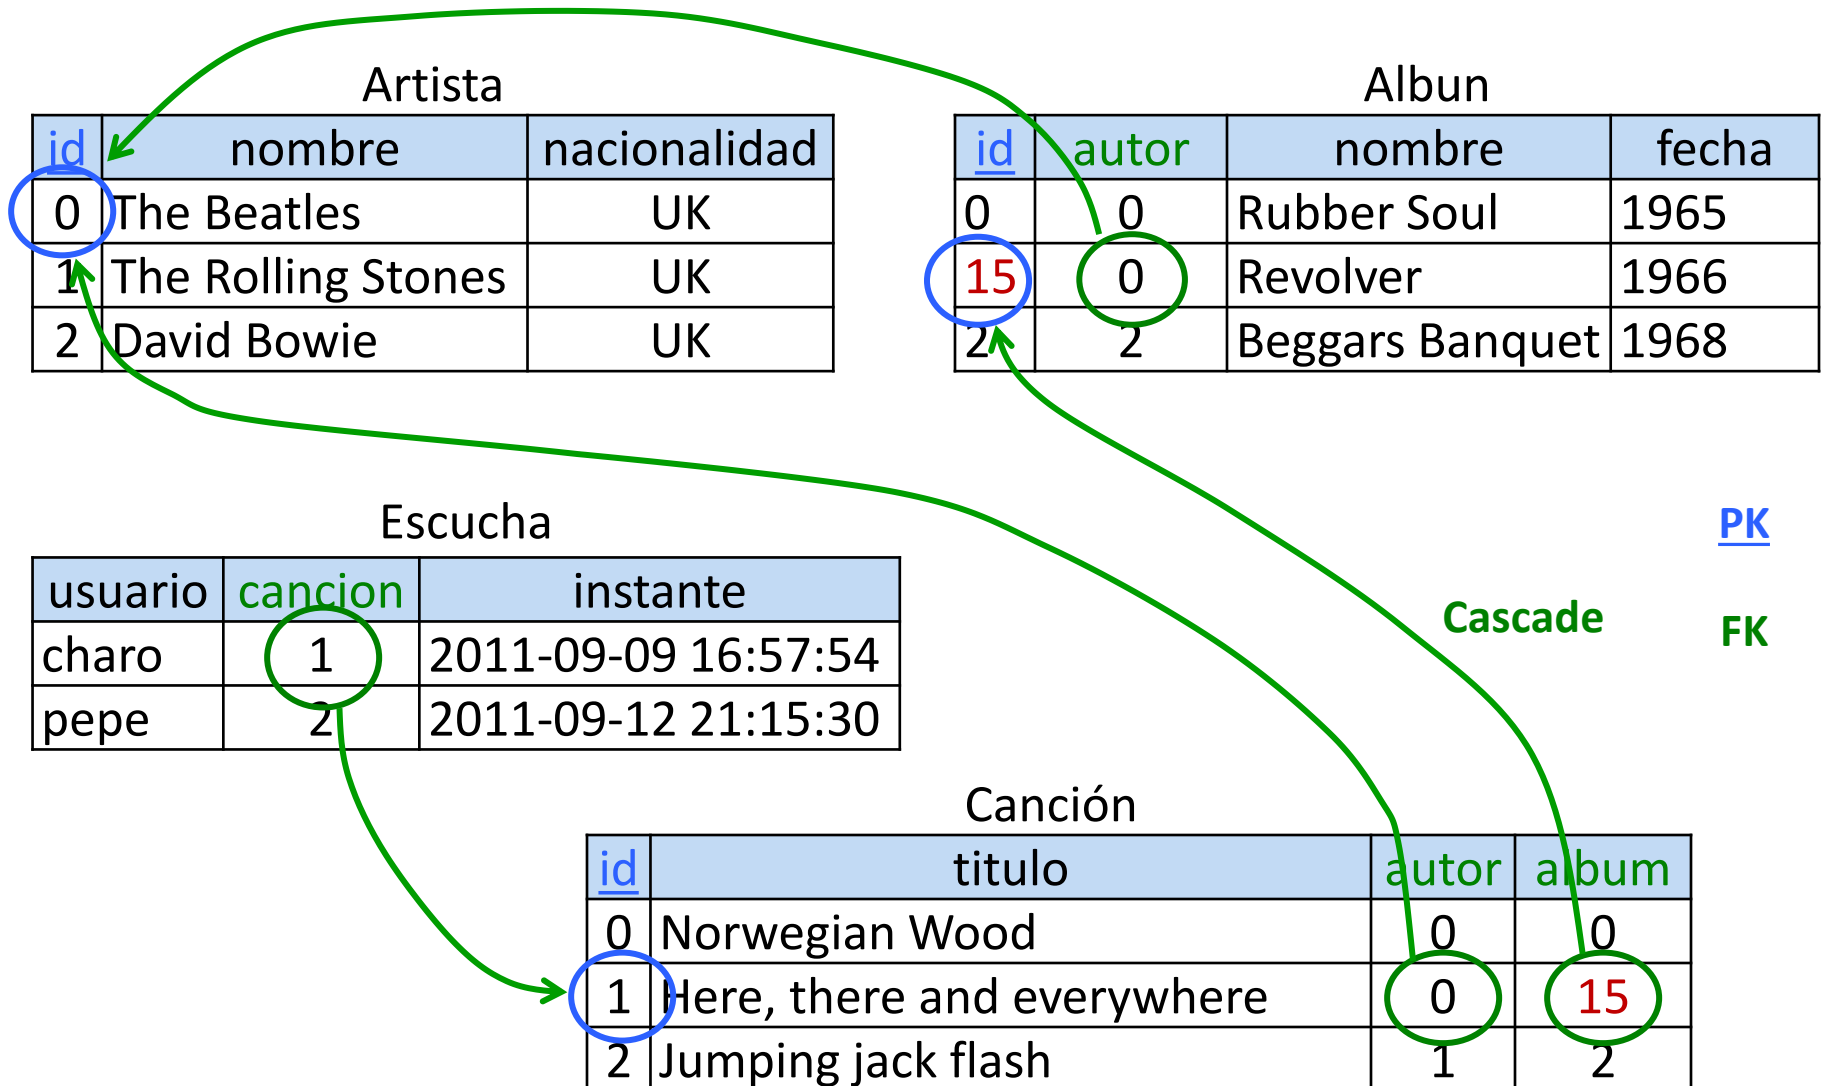 Artista
id nombre nacionalidad
0 The Beatles UK
1 The Rolling Stones UK
2 David Bowie UK
Albun
id autor nombre fecha
0 0 Rubber Soul 1965
15 0 Revolver 1966
2 2 Beggars Banquet 1968
Escucha
usuario cancion instante
charo 1 2011-09-09 16:57:54
pepe 2 2011-09-12 21:15:30
PK
Cascade
FK
Canción
id titulo autor album
0 Norwegian Wood 0 0
1 Here, there and everywhere 0 15
2 Jumping jack flash 1 2